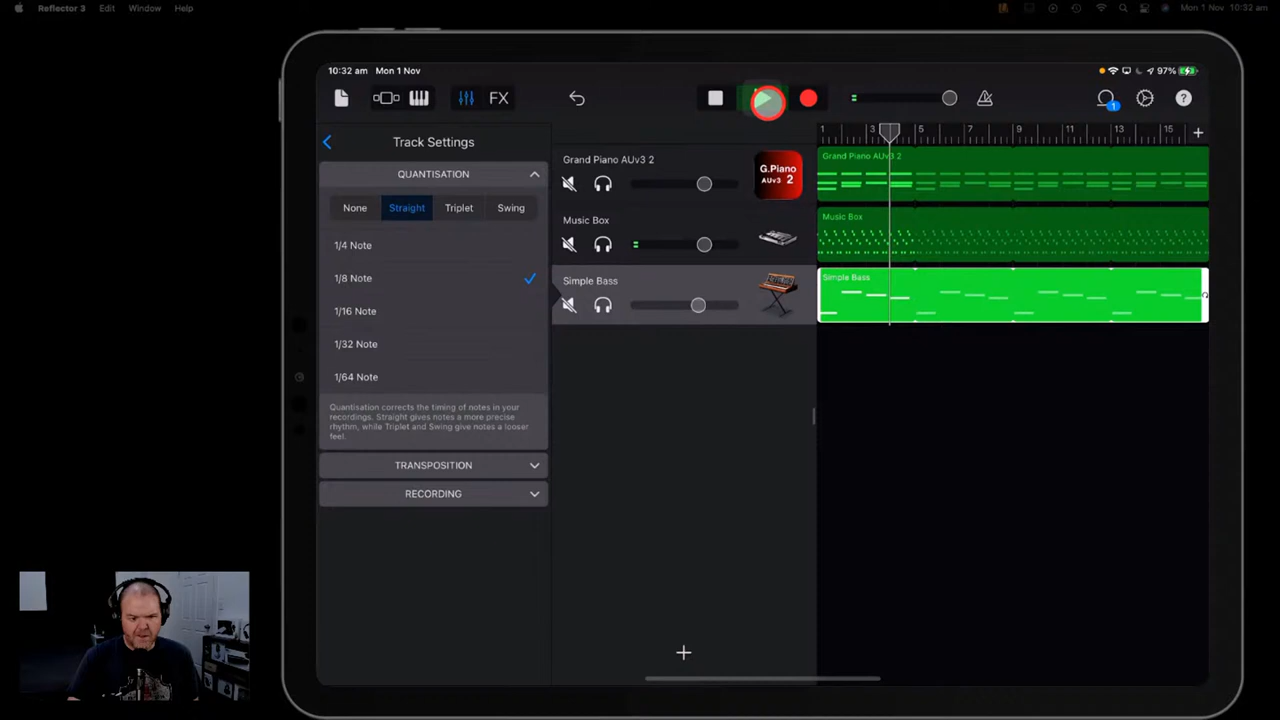 Reflector 3 Edit Window Help
Mon 1 Nov 10:32 am
10:32 am Mon 1 Nov
97%
FX
1
Track Settings
QUANTISATION
None Straight Triplet Swing
1/4 Note
1/8 Note
1/16 Note
1/32 Note
1/64 Note
Quantisation corrects the timing of notes in your
recordings. Straight gives notes a more precise
rhythm, while Triplet and Swing give notes a looser
feel.
TRANSPOSITION
RECORDING
Grand Piano AUv3 2
G.Piano
AUv3 2
Music Box
Simple Bass
+
1 3 5 7 9 11 13 15 +
Grand Piano AUv3 2
Music Box
Simple Bass